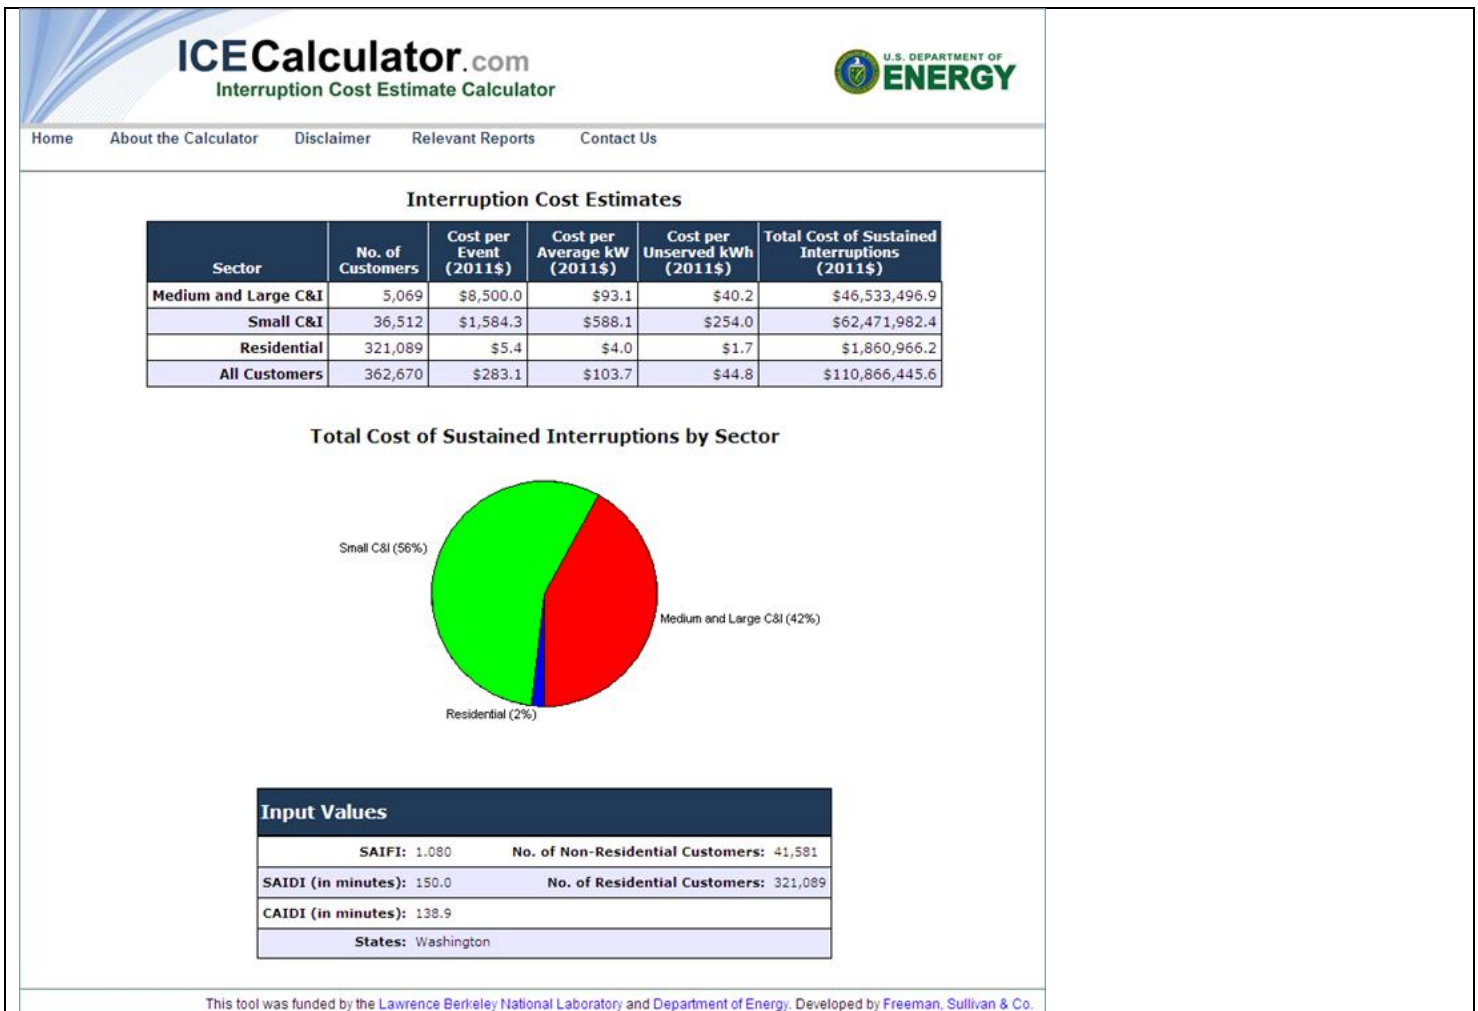 ICECalculator.com
Interruption Cost Estimate Calculator
U.S. DEPARTMENT OF
ENERGY
Home About the Calculator Disclaimer Relevant Reports Contact Us
Interruption Cost Estimates
Sector No. of Customers Cost per Event (2011$) Cost per Average kW (2011$) Cost per Unserved kWh (2011$) Total Cost of Sustained Interruptions (2011$)
Medium and Large C&I 5,069 $8,500.0 $93.1 $40.2 $46,533,496.9
Small C&I 36,512 $1,584.3 $588.1 $254.0 $62,471,982.4
Residential 321,089 $5.4 $4.0 $1.7 $1,860,966.2
All Customers 362,670 $283.1 $103.7 $44.8 $110,866,445.6
Total Cost of Sustained Interruptions by Sector
Small C&I (56%)
Medium and Large C&I (42%)
Residential (2%)
Input Values
SAIFI: 1.080 No. of Non-Residential Customers: 41,581
SAIDI (in minutes): 150.0 No. of Residential Customers: 321,089
CAIDI (in minutes): 138.9
States: Washington
This tool was funded by the Lawrence Berkeley National Laboratory and Department of Energy. Developed by Freeman, Sullivan & Co.